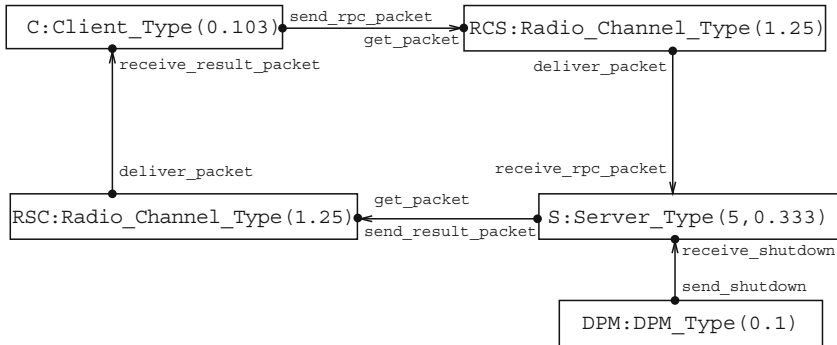 C:Client_Type(0.103)
send_rpc_packet
get_packet
RCS:Radio_Channel_Type(1.25)
receive_result_packet
deliver_packet
deliver_packet
receive_rpc_packet
RSC:Radio_Channel_Type(1.25)
get_packet
send_result_packet
S:Server_Type(5,0.333)
receive_shutdown
send_shutdown
DPM:DPM_Type(0.1)